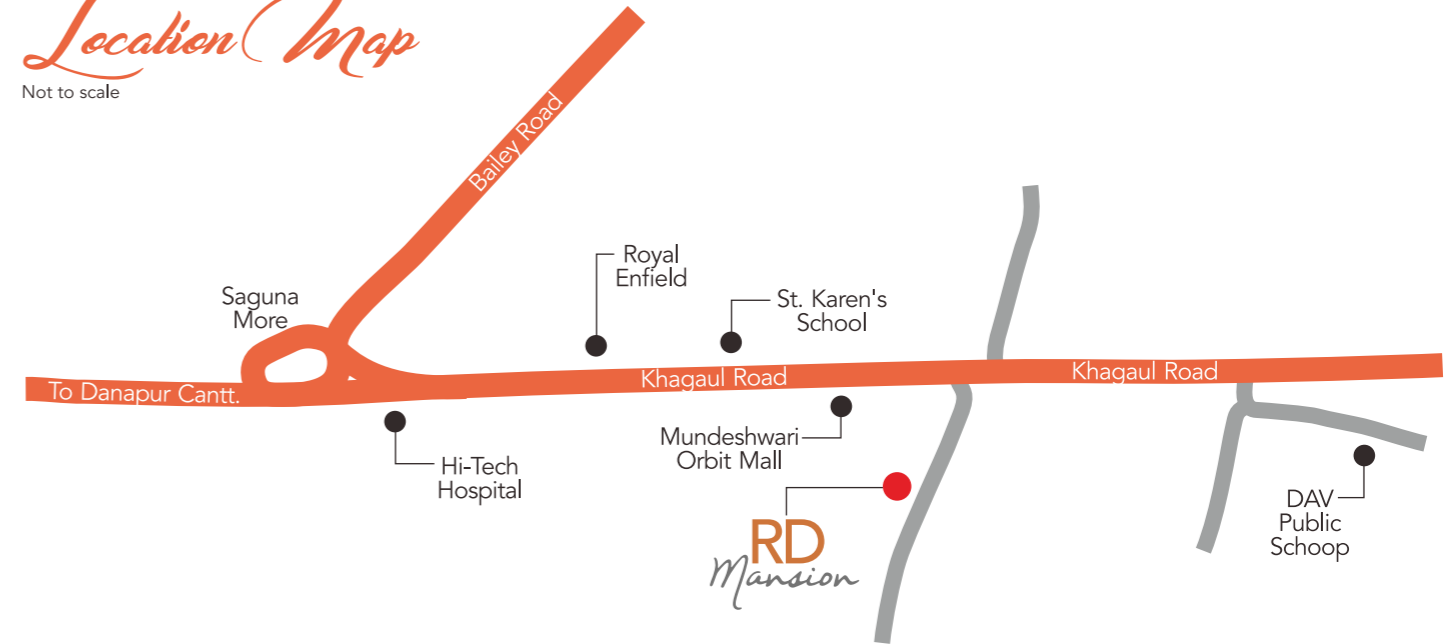 Location Map
Not to scale
Bailey Road
Royal
Enfield
St. Karen's
School
Saguna
More
To Danapur Cantt.
Khagaul Road
Khagaul Road
Hi-Tech
Hospital
Mundeshwari
Orbit Mall
RD
Mansion
DAV
Public
Schoop